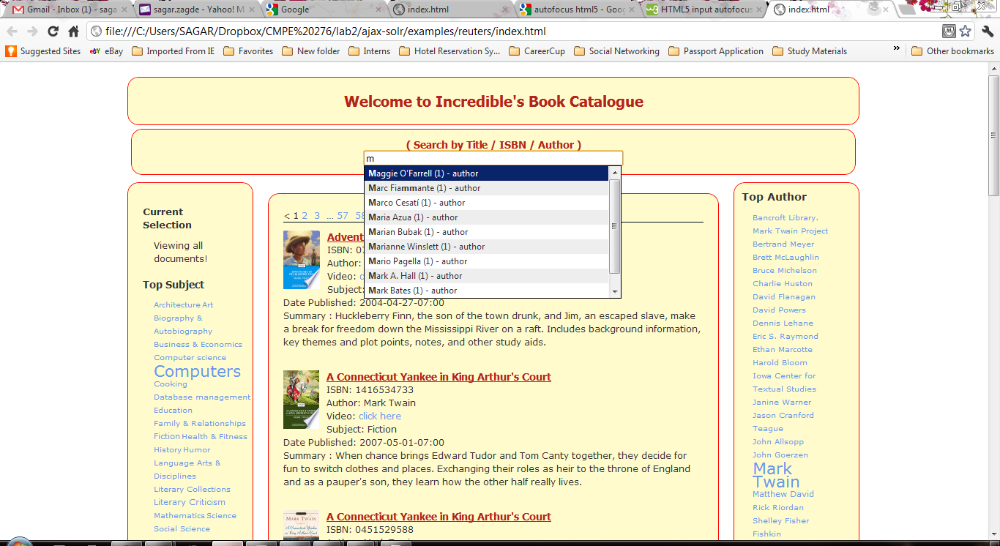 Gmail - Inbox (1) - saga
sagar.zagde - Yahoo! M
Google
index.html
autofocus html5 - Goo
HTML5 input autofocus
index.html
file:///C:/Users/SAGAR/Dropbox/CMPE%20276/lab2/ajax-solr/examples/reuters/index.html
Suggested Sites
eBay
Imported From IE
Favorites
New folder
Interns
Hotel Reservation Sy...
CareerCup
Social Networking
Passport Application
Study Materials
»
Other bookmarks
Welcome to Incredible's Book Catalogue
( Search by Title / ISBN / Author )
m
Maggie O'Farrell (1) - author
Marc Fiammante (1) - author
Marco Cesatí (1) - author
Maria Azua (1) - author
Marian Bubak (1) - author
Marianne Winslett (1) - author
Mario Pagella (1) - author
Mark A. Hall (1) - author
Mark Bates (1) - author
Current
Selection
Viewing all
documents!
Top Subject
Architecture Art
Biography &
Autobiography
Business & Economics
Computer science
Computers
Cooking
Database management
Education
Family & Relationships
Fiction Health & Fitness
History Humor
Language Arts &
Disciplines
Literary Collections
Literary Criticism
Mathematics Science
Social Science
< 1 2 3 ... 57 58
Advent
ISBN: 07
Author:
Video: c
Subject:
Date Published: 2004-04-27-07:00
Summary : Huckleberry Finn, the son of the town drunk, and Jim, an escaped slave, make
a break for freedom down the Mississippi River on a raft. Includes background information,
key themes and plot points, notes, and other study aids.
A Connecticut Yankee in King Arthur's Court
ISBN: 1416534733
Author: Mark Twain
Video: click here
Subject: Fiction
Date Published: 2007-05-01-07:00
Summary : When chance brings Edward Tudor and Tom Canty together, they decide for
fun to switch clothes and places. Exchanging their roles as heir to the throne of England
and as a pauper's son, they learn how the other half really lives.
MARK TWAIN
A Connecticut Yankee in King Arthur's Court
ISBN: 0451529588
Top Author
Bancroft Library.
Mark Twain Project
Bertrand Meyer
Brett McLaughlin
Bruce Michelson
Charlie Huston
David Flanagan
David Powers
Dennis Lehane
Eric S. Raymond
Ethan Marcotte
Harold Bloom
Iowa Center for
Textual Studies
Janine Warner
Jason Cranford
Teague
John Allsopp
John Goerzen
Mark
Twain
Matthew David
Rick Riordan
Shelley Fisher
Fishkin